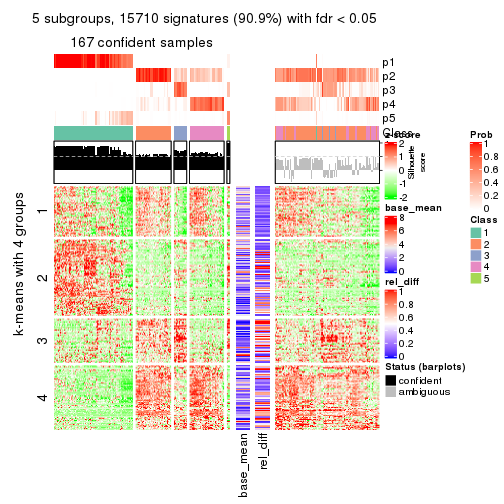 5 subgroups, 15710 signatures (90.9%) with fdr < 0.05
167 confident samples
p1
p2
p3
p4
p5
Class
Silhouette
score
1
2
3
4
k-means with 4 groups
base_mean
rel_diff
z-score
2
1
0
-1
-2
base_mean
8
6
4
2
0
rel_diff
1
0.8
0.6
0.4
0.2
0
Status (barplots)
confident
ambiguous
Prob
1
0.8
0.6
0.4
0.2
0
Class
1
2
3
4
5